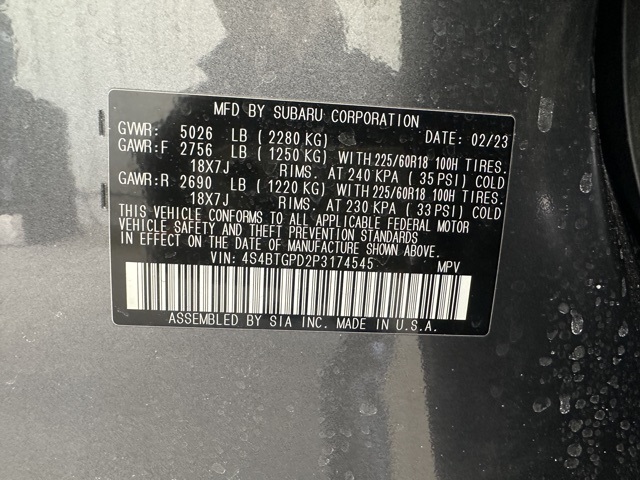 MFD BY SUBARU CORPORATION
GVWR: 5026 LB ( 2280 KG) DATE: 02/23
GAWR:F 2756 LB ( 1250 KG) WITH 225/60R18 100H TIRES.
18X7J RIMS. AT 240 KPA ( 35 PSI) COLD
GAWR:R 2690 LB ( 1220 KG) WITH 225/60R18 100H TIRES.
18X7J RIMS. AT 230 KPA ( 33 PSI) COLD
THIS VEHICLE CONFORMS TO ALL APPLICABLE FEDERAL MOTOR
VEHICLE SAFETY AND THEFT PREVENTION STANDARDS
IN EFFECT ON THE DATE OF MANUFACTURE SHOWN ABOVE.
VIN: 4S4BTGPD2P3174545 MPV
ASSEMBLED BY SIA INC. MADE IN U.S.A.